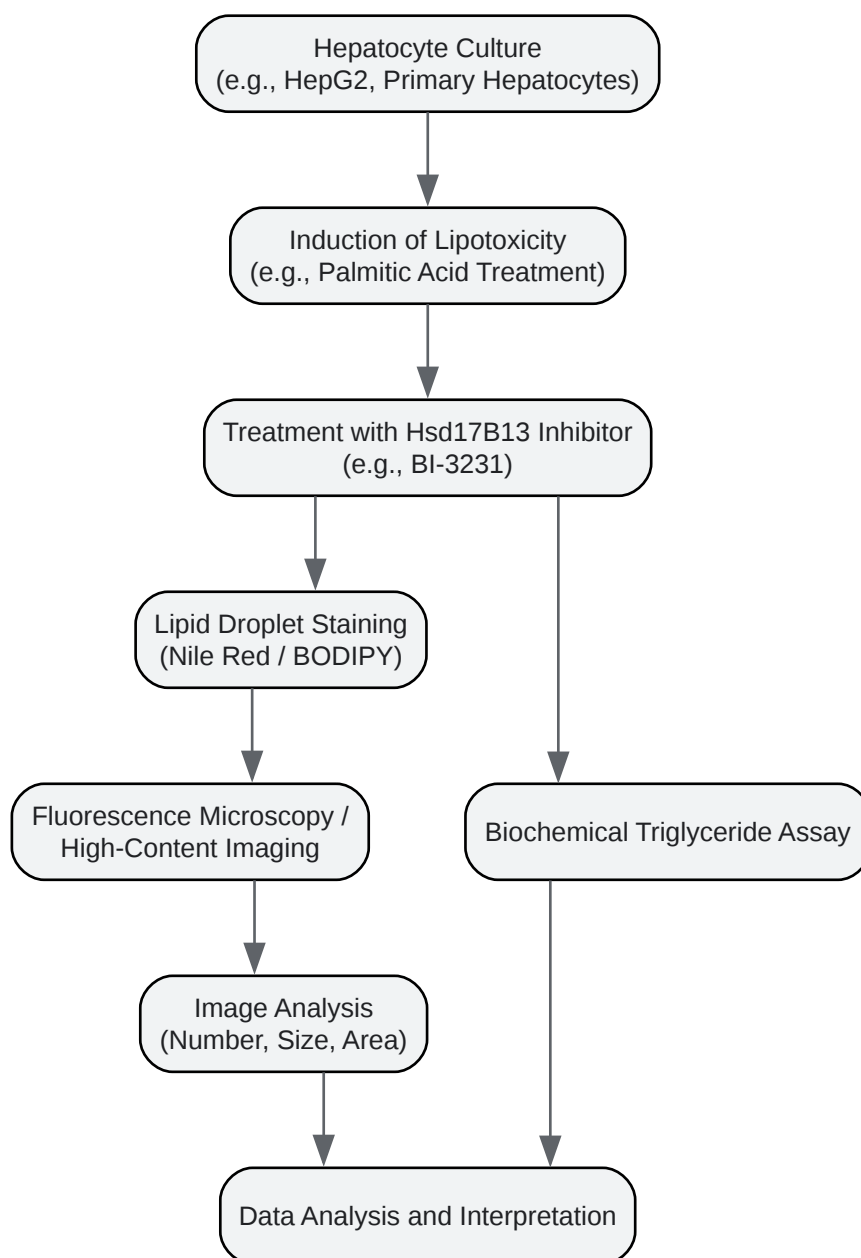 Hepatocyte Culture
(e.g., HepG2, Primary Hepatocytes)
Induction of Lipotoxicity
(e.g., Palmitic Acid Treatment)
Treatment with Hsd17B13 Inhibitor
(e.g., BI-3231)
Lipid Droplet Staining
(Nile Red / BODIPY)
Fluorescence Microscopy /
High-Content Imaging
Biochemical Triglyceride Assay
Image Analysis
(Number, Size, Area)
Data Analysis and Interpretation